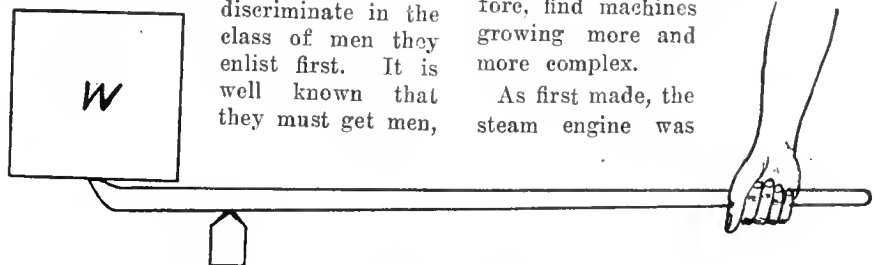 W
discriminate in the
class of men they
enlist first. It is
well known that
they must get men,
fore, find machines
growing more and
more complex.
As first made, the
steam engine was